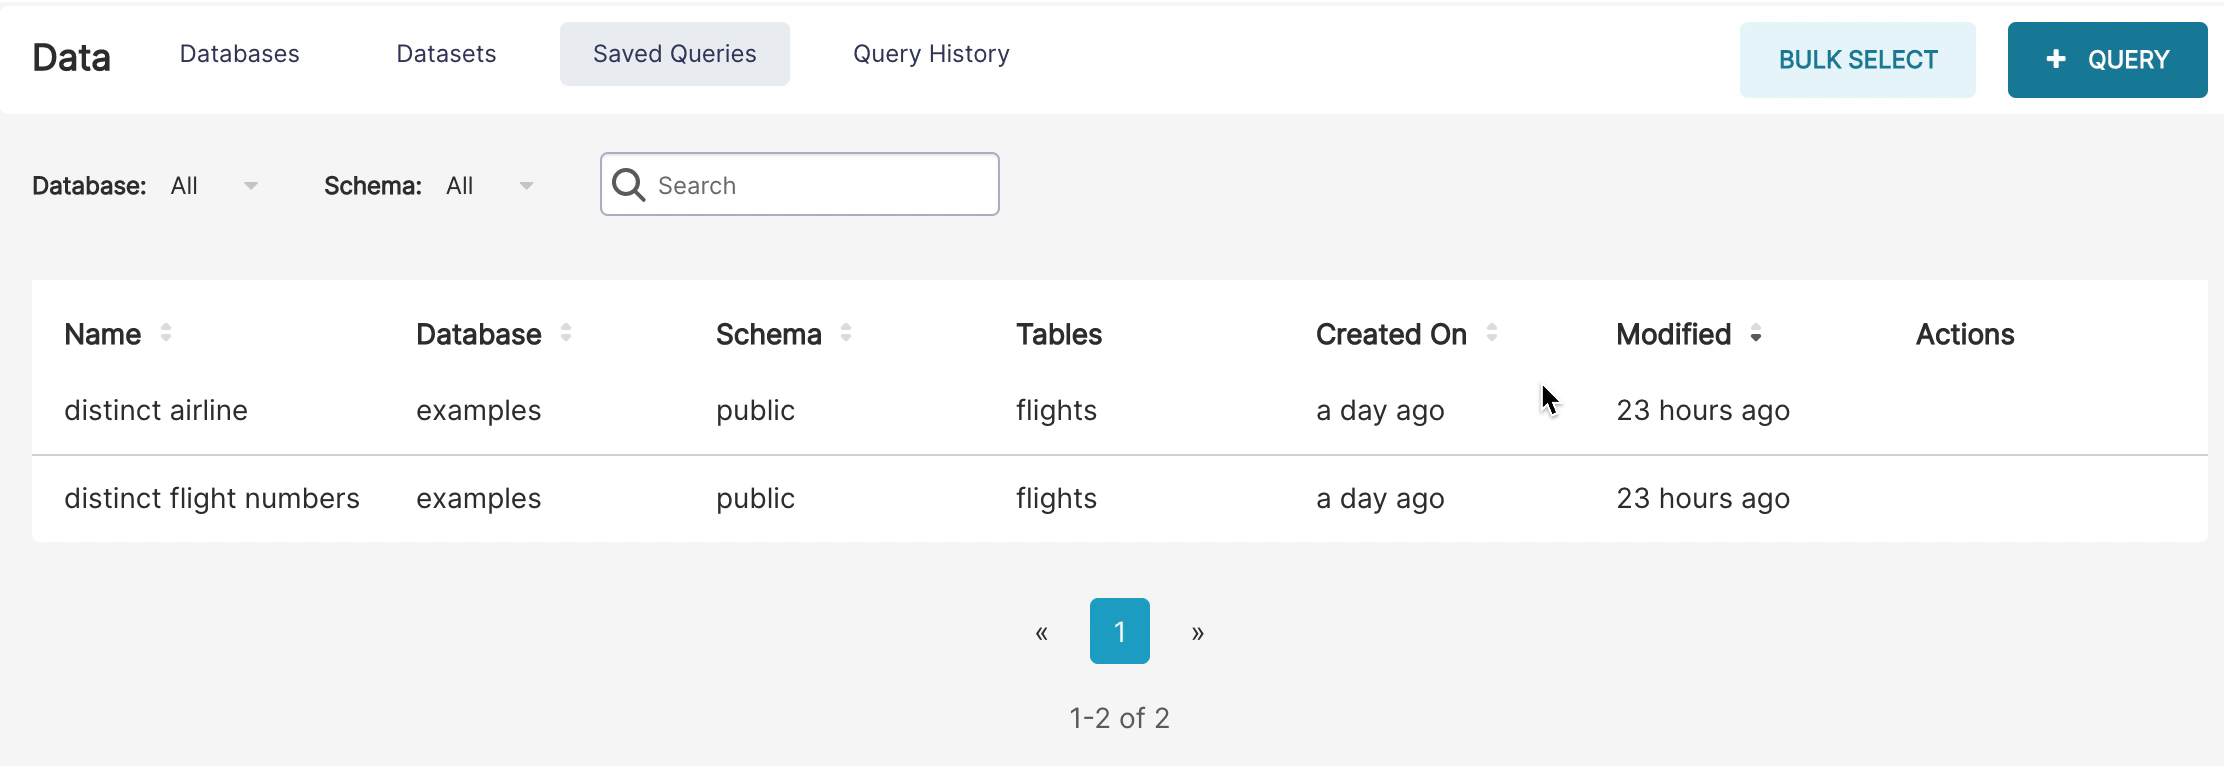 Data Databases Datasets Saved Queries Query History BULK SELECT + QUERY
Database: All Schema: All Search
Name Database Schema Tables Created On Modified Actions
distinct airline examples public flights a day ago 23 hours ago
distinct flight numbers examples public flights a day ago 23 hours ago
« 1 »
1-2 of 2